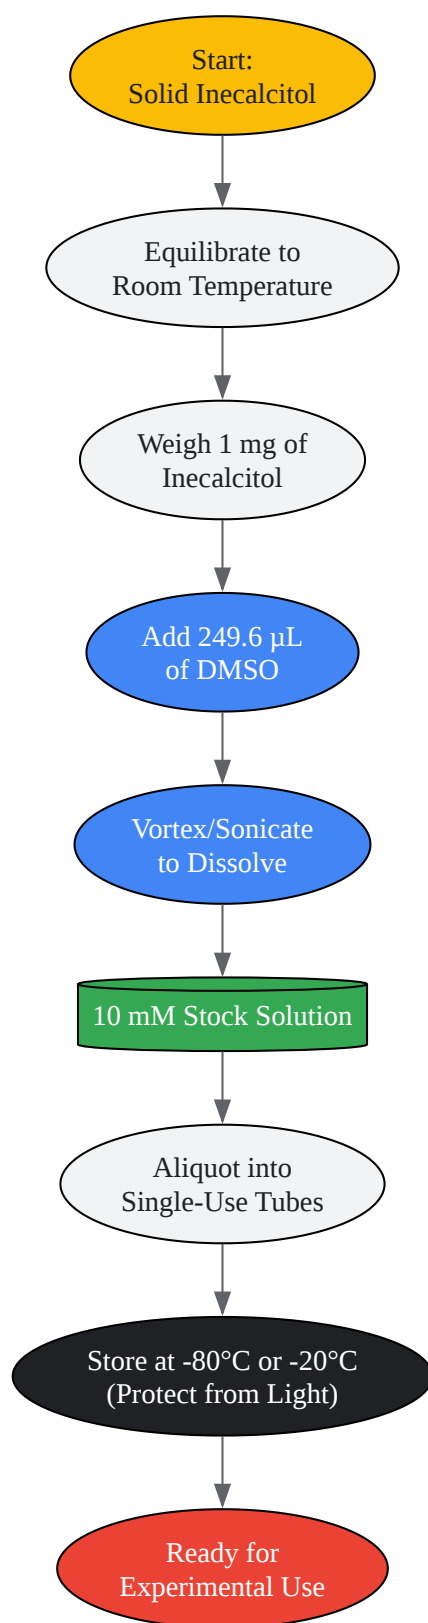 Start:
Solid Inecalcitol
Equilibrate to
Room Temperature
Weigh 1 mg of
Inecalcitol
Add 249.6 µL
of DMSO
Vortex/Sonicate
to Dissolve
10 mM Stock Solution
Aliquot into
Single-Use Tubes
Store at -80°C or -20°C
(Protect from Light)
Ready for
Experimental Use